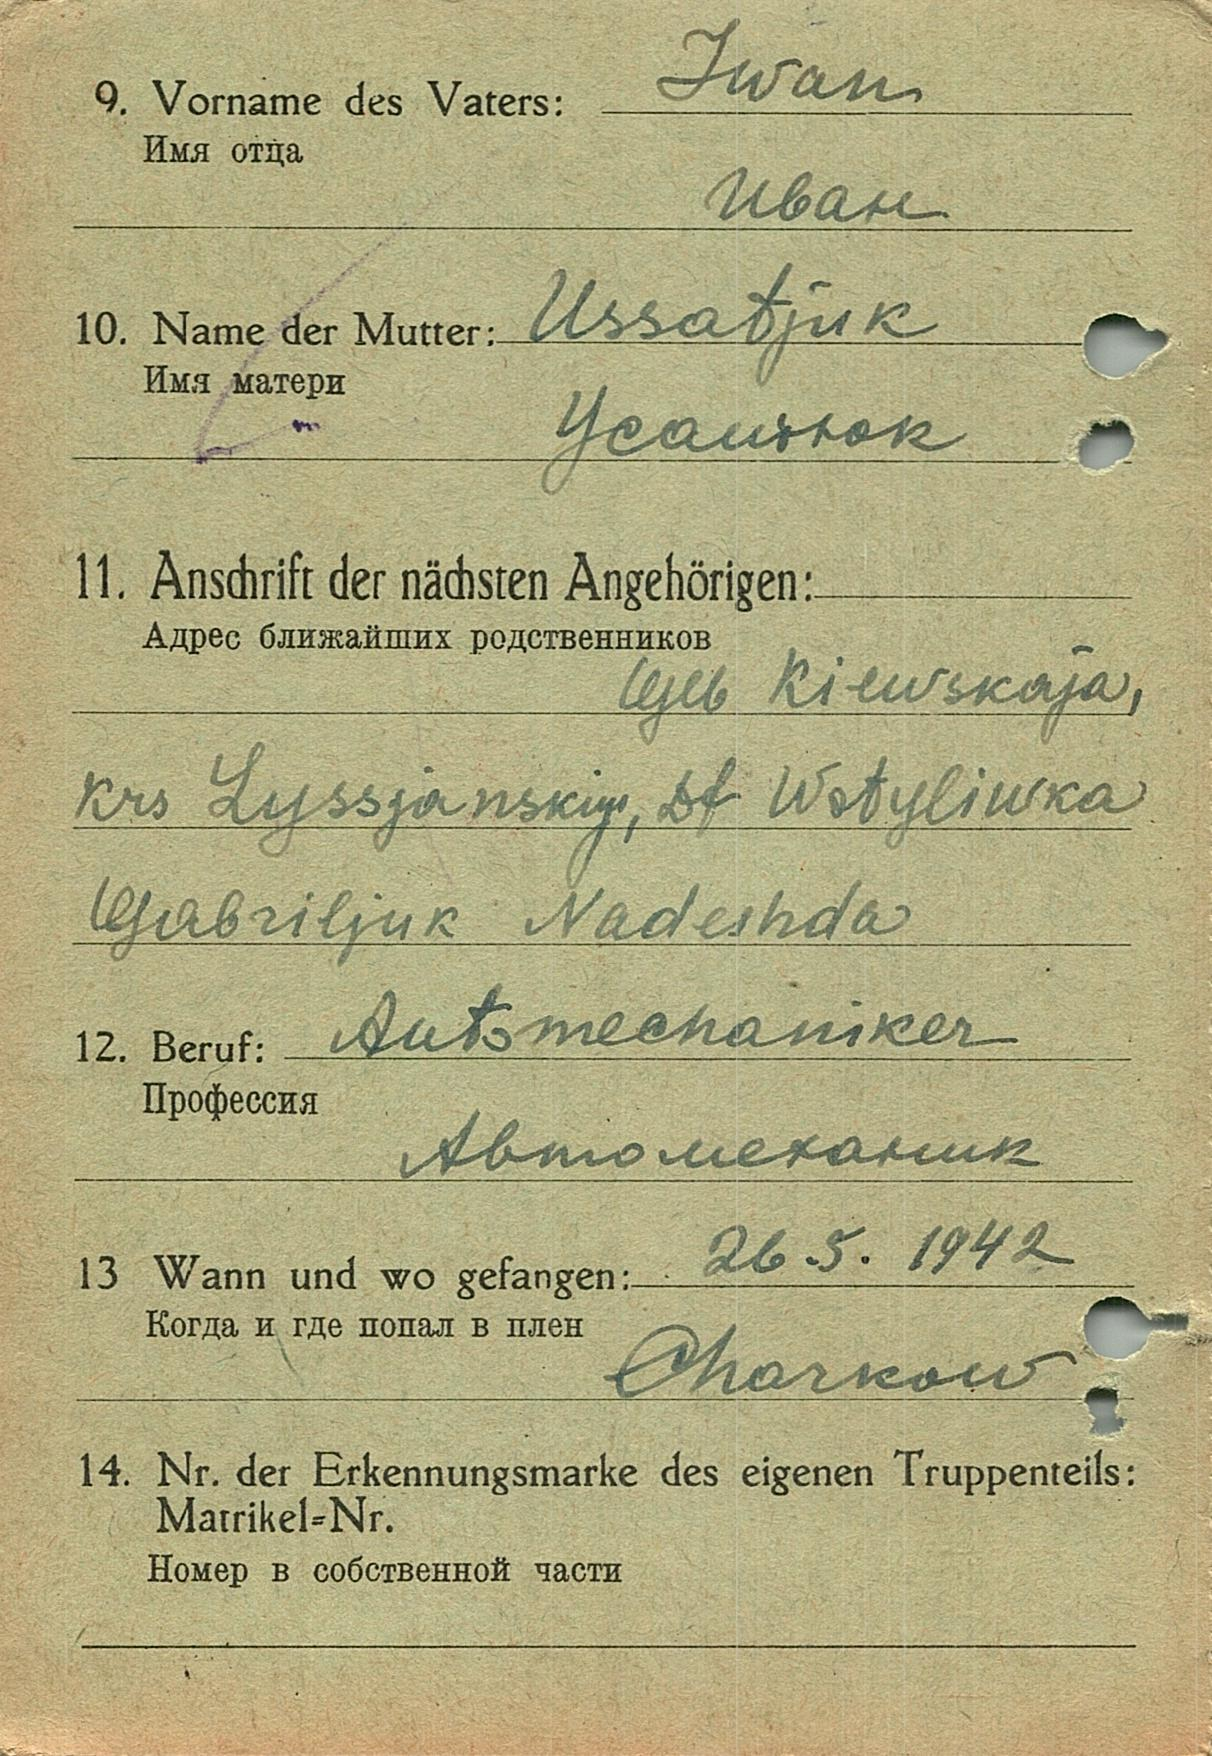 9. Vorname des Vaters: Iwan
Имя отца
Иван
10. Name der Mutter: Ussatjuk
Имя матери
Усатюк
11. Anschrift der nächsten Angehörigen:
Адрес ближайших родственников
Geb Kiewskaja,
Krs Lyssjanskij, Df Wotyliwka
Gabriljuk Nadeshda
12. Beruf: Automechaniker
Профессия
Автомеханик
13 Wann und wo gefangen: 26.5. 1942
Когда и где попал в плен
Charkow
14. Nr. der Erkennungsmarke des eigenen Truppenteils:
Matrikel-Nr.
Номер в собственной части